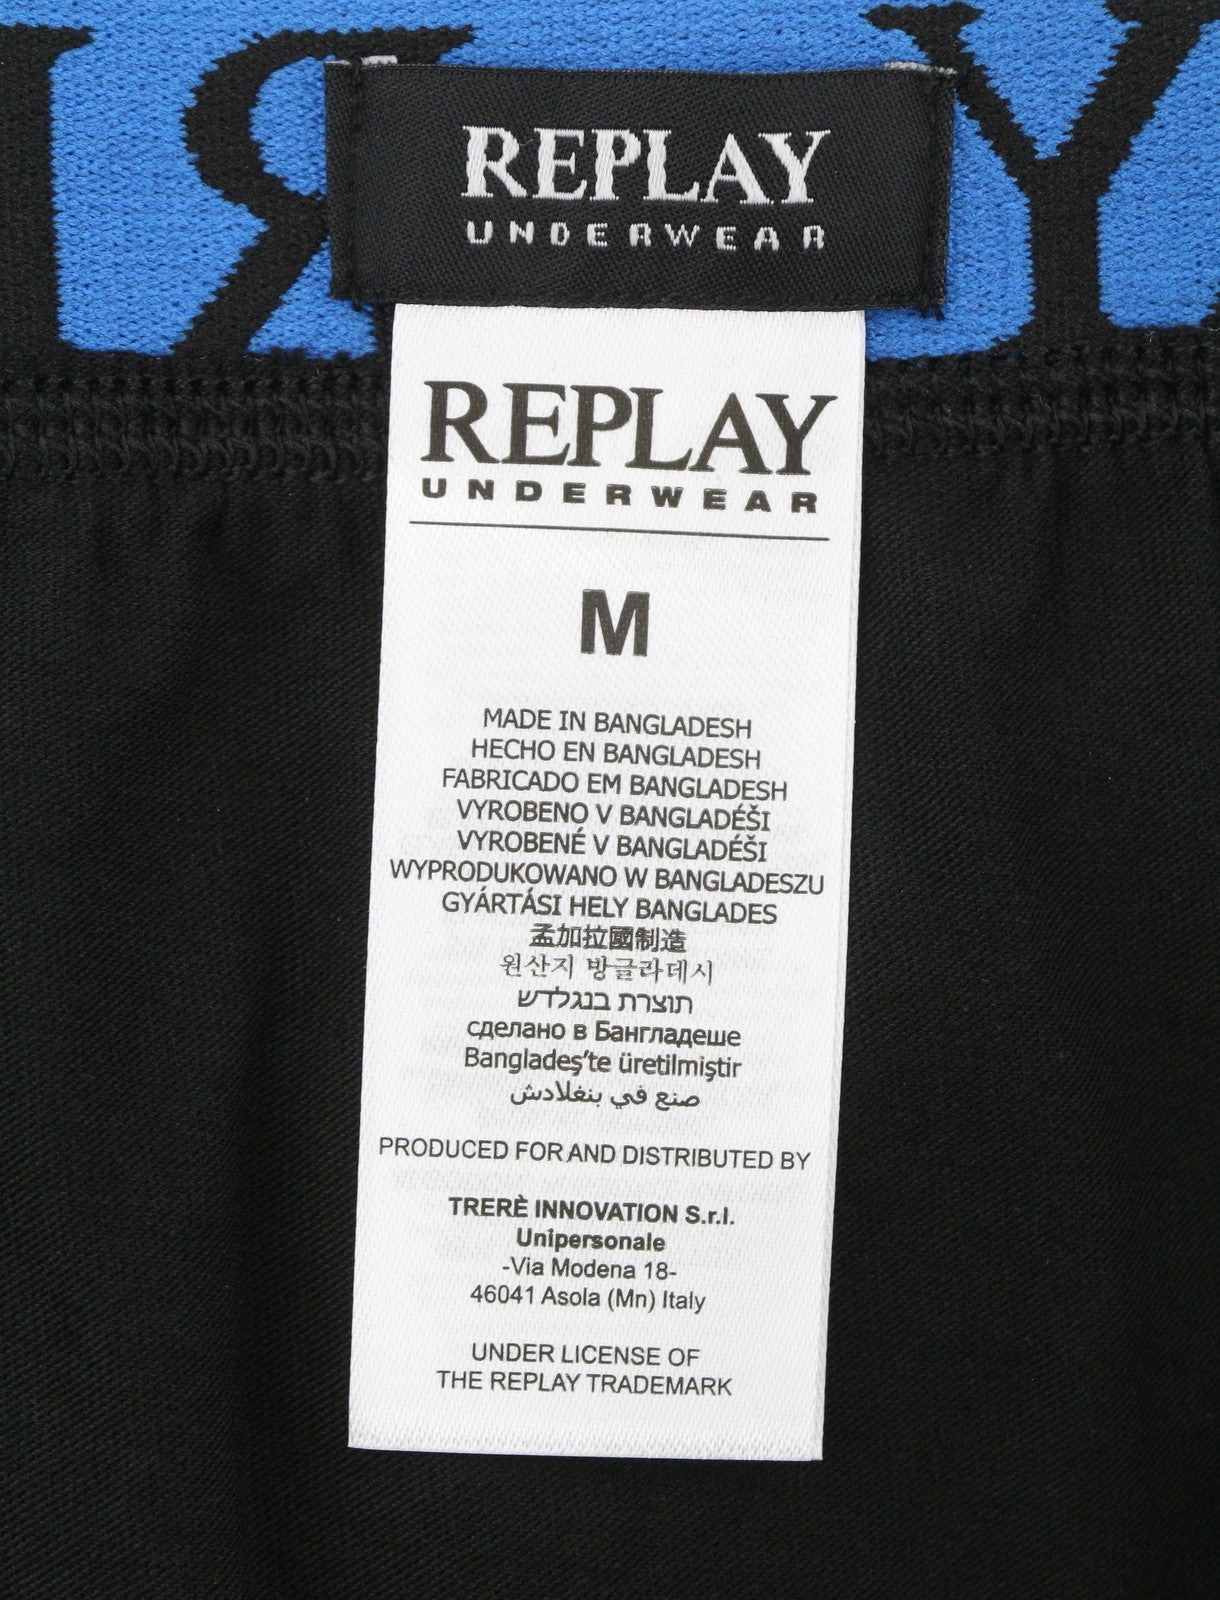 REPLAY
UNDERWEAR
REPLAY
UNDERWEAR
M
MADE IN BANGLADESH
HECHO EN BANGLADESH
FABRICADO EM BANGLADESH
VYROBENO V BANGLADÉŠI
VYROBENÉ V BANGLADÉŠI
WYPRODUKOWANO W BANGLADESZU
GYÁRTÁSI HELY BANGLADES
孟加拉國制造
원산지 방글라데시
תוצרת בנגלדש
сделано в Бангладеше
Bangladeş'te üretilmiştir
صنع في بنغلادش
PRODUCED FOR AND DISTRIBUTED BY
TRERÈ INNOVATION S.r.l.
Unipersonale
-Via Modena 18-
46041 Asola (Mn) Italy
UNDER LICENSE OF
THE REPLAY TRADEMARK